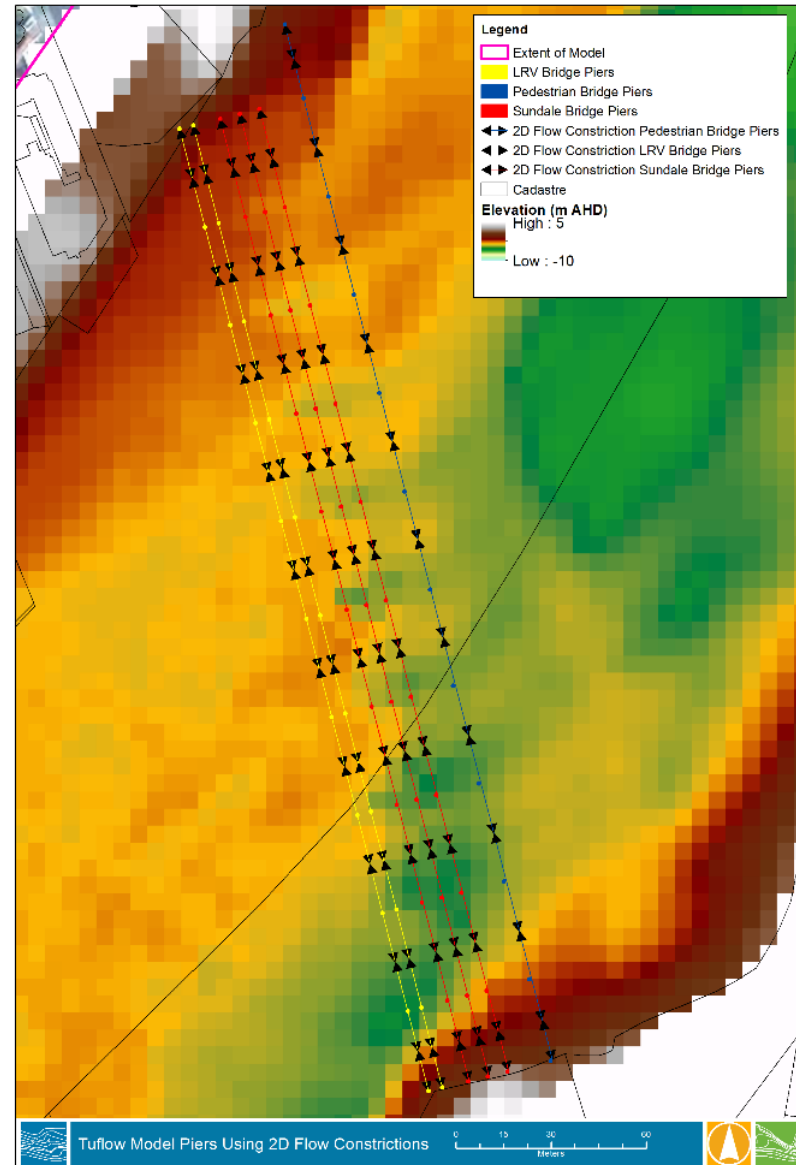 Legend
Extent of Model
LRV Bridge Piers
Pedestrian Bridge Piers
Sundale Bridge Piers
2D Flow Constriction Pedestrian Bridge Piers
2D Flow Constriction LRV Bridge Piers
2D Flow Constriction Sundale Bridge Piers
Cadastre
Elevation (m AHD)
High : 5
Low : -10
Tuflow Model Piers Using 2D Flow Constrictions
0 15 30 60
Meters